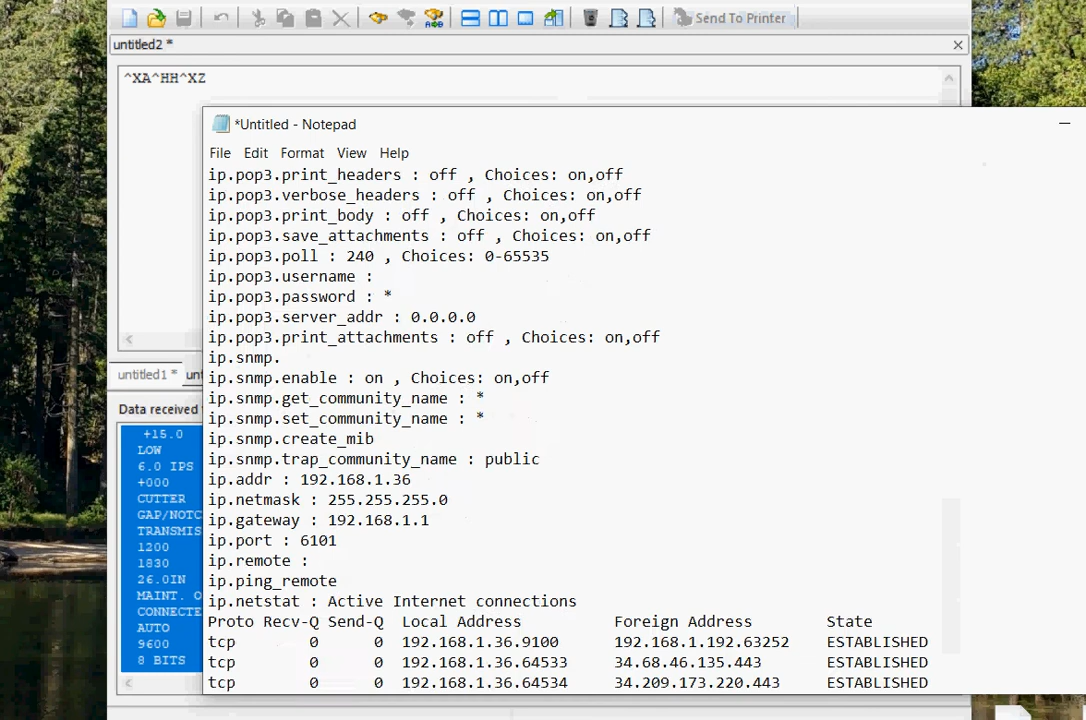 Send To Printer
untitled2 *
^XA^HH^XZ
*Untitled - Notepad
File Edit Format View Help
ip.pop3.print_headers : off , Choices: on,off
ip.pop3.verbose_headers : off , Choices: on,off
ip.pop3.print_body : off , Choices: on,off
ip.pop3.save_attachments : off , Choices: on,off
ip.pop3.poll : 240 , Choices: 0-65535
ip.pop3.username :
ip.pop3.password : *
ip.pop3.server_addr : 0.0.0.0
ip.pop3.print_attachments : off , Choices: on,off
ip.snmp.
ip.snmp.enable : on , Choices: on,off
ip.snmp.get_community_name : *
ip.snmp.set_community_name : *
ip.snmp.create_mib
ip.snmp.trap_community_name : public
ip.addr : 192.168.1.36
ip.netmask : 255.255.255.0
ip.gateway : 192.168.1.1
ip.port : 6101
ip.remote :
ip.ping_remote
ip.netstat : Active Internet connections
Proto Recv-Q Send-Q Local Address Foreign Address State
tcp 0 0 192.168.1.36.9100 192.168.1.192.63252 ESTABLISHED
tcp 0 0 192.168.1.36.64533 34.68.46.135.443 ESTABLISHED
tcp 0 0 192.168.1.36.64534 34.209.173.220.443 ESTABLISHED
untitled1 * un
Data received
+15.0
LOW
6.0 IPS
+000
CUTTER
GAP/NOTC
TRANSMIS
1200
1830
26.0IN
MAINT. O
CONNECTE
AUTO
9600
8 BITS